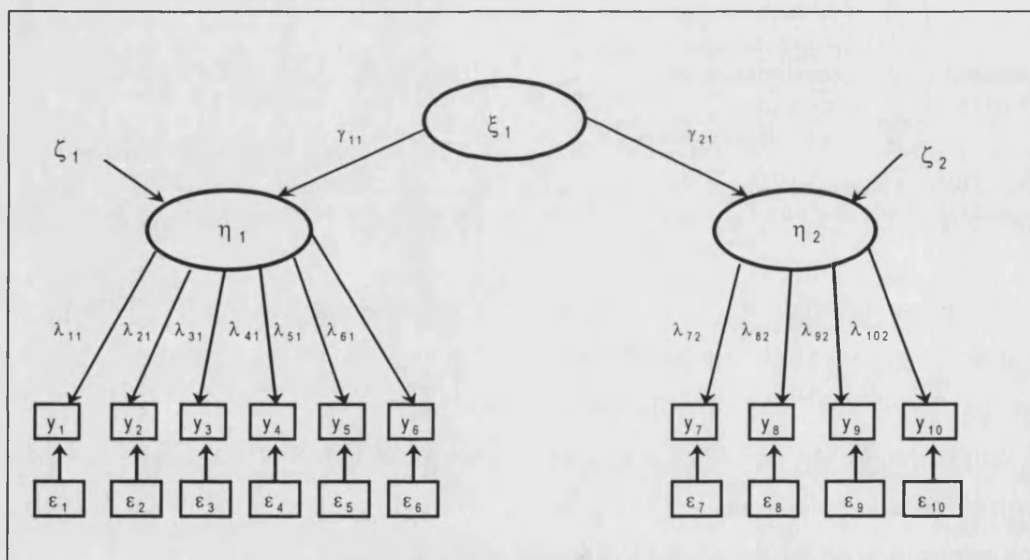 ξ₁
γ₁₁ γ₂₁
ζ₁ ζ₂
η₁ η₂
λ₁₁ λ₂₁ λ₃₁ λ₄₁ λ₅₁ λ₆₁ λ₇₂ λ₈₂ λ₉₂ λ₁₀₂
y₁ y₂ y₃ y₄ y₅ y₆ y₇ y₈ y₉ y₁₀
ε₁ ε₂ ε₃ ε₄ ε₅ ε₆ ε₇ ε₈ ε₉ ε₁₀